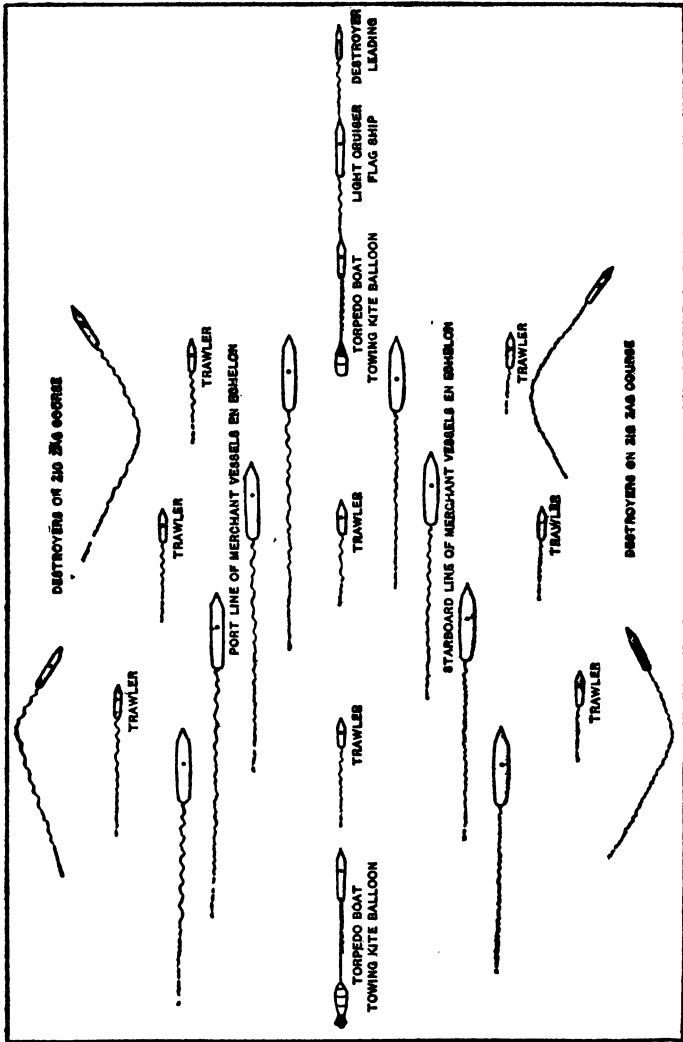 DESTROYER
LEADING
LIGHT CRUISER
FLAG SHIP
TORPEDO BOAT
TOWING KITE BALLOON
DESTROYERS ON ZIG ZAG COURSE
TRAWLER
TRAWLER
TRAWLER
PORT LINE OF MERCHANT VESSELS EN ECHELON
TRAWLER
TRAWLER
STARBOARD LINE OF MERCHANT VESSELS EN ECHELON
TRAWLER
TRAWLER
TRAWLER
DESTROYERS ON ZIG ZAG COURSE
TORPEDO BOAT
TOWING KITE BALLOON